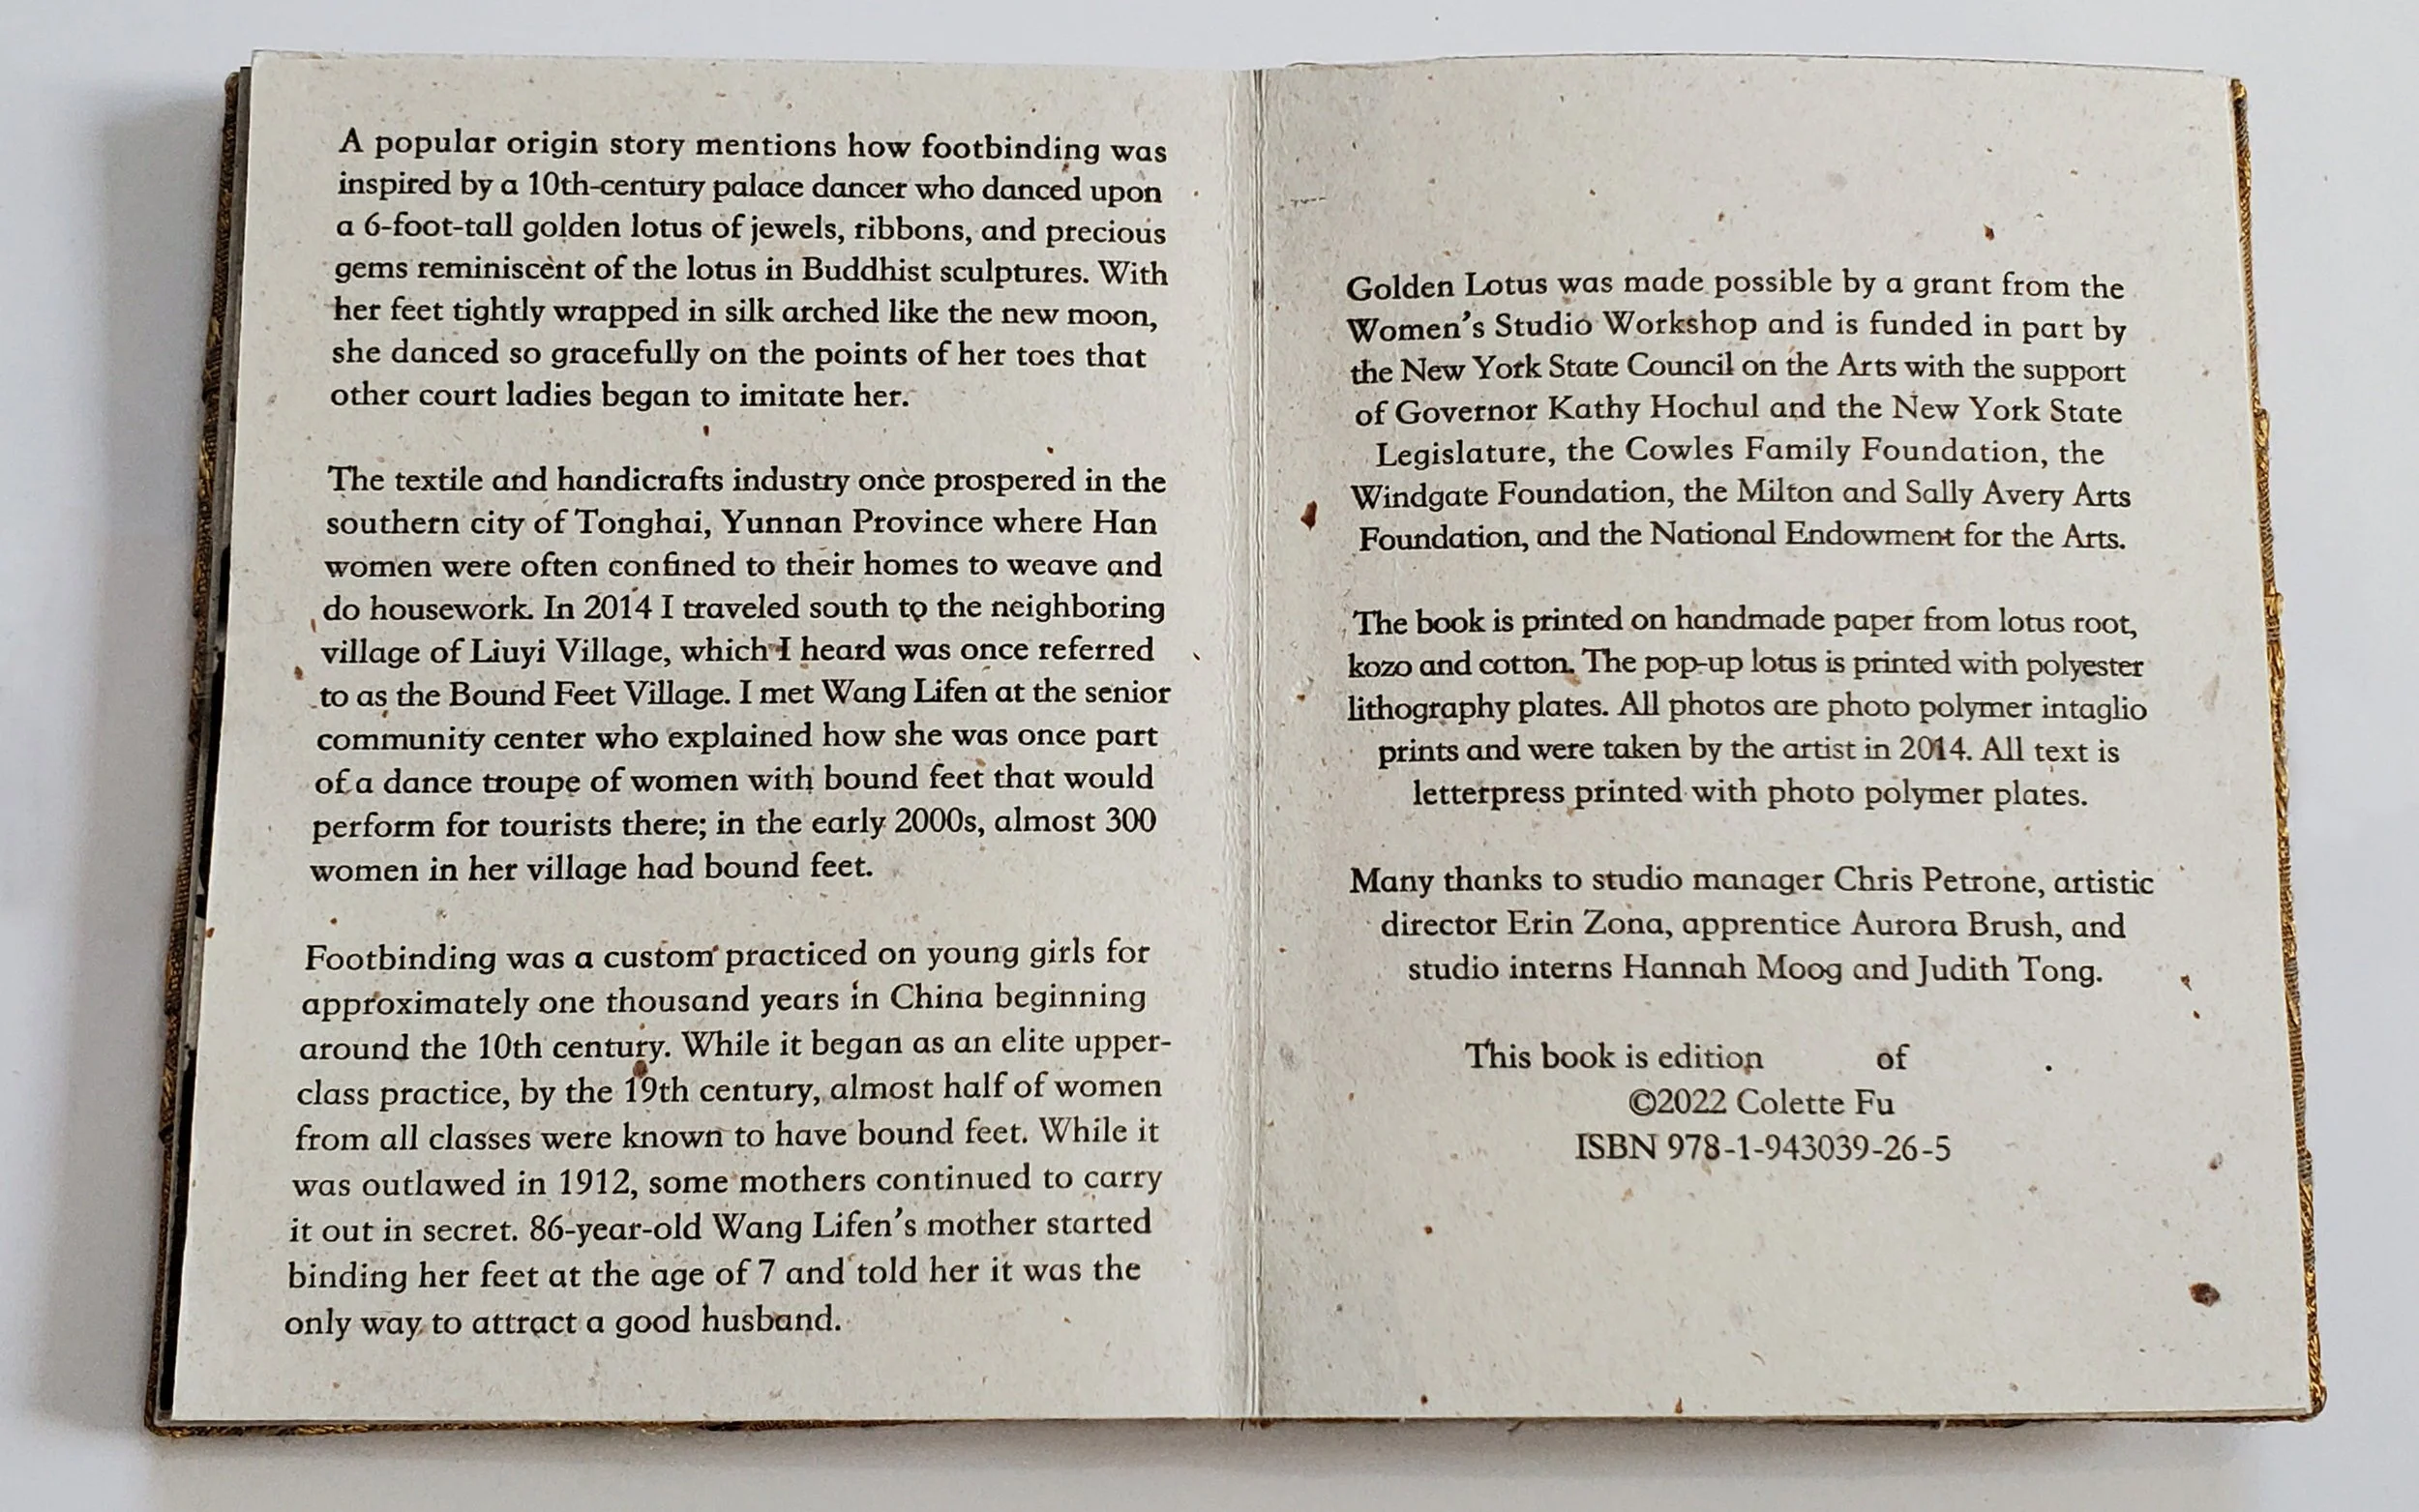 A popular origin story mentions how footbinding was
inspired by a 10th-century palace dancer who danced upon
a 6-foot-tall golden lotus of jewels, ribbons, and precious
gems reminiscent of the lotus in Buddhist sculptures. With
her feet tightly wrapped in silk arched like the new moon,
she danced so gracefully on the points of her toes that
other court ladies began to imitate her.
The textile and handicrafts industry once prospered in the
southern city of Tonghai, Yunnan Province where Han
women were often confined to their homes to weave and
do housework. In 2014 I traveled south to the neighboring
village of Liuyi Village, which I heard was once referred
to as the Bound Feet Village. I met Wang Lifen at the senior
community center who explained how she was once part
of a dance troupe of women with bound feet that would
perform for tourists there; in the early 2000s, almost 300
women in her village had bound feet.
Footbinding was a custom practiced on young girls for
approximately one thousand years in China beginning
around the 10th century. While it began as an elite upper-
class practice, by the 19th century, almost half of women
from all classes were known to have bound feet. While it
was outlawed in 1912, some mothers continued to carry
it out in secret. 86-year-old Wang Lifen's mother started
binding her feet at the age of 7 and told her it was the
only way to attract a good husband.
Golden Lotus was made possible by a grant from the
Women's Studio Workshop and is funded in part by
the New York State Council on the Arts with the support
of Governor Kathy Hochul and the New York State
Legislature, the Cowles Family Foundation, the
Windgate Foundation, the Milton and Sally Avery Arts
Foundation, and the National Endowment for the Arts.
The book is printed on handmade paper from lotus root,
kozo and cotton. The pop-up lotus is printed with polyester
lithography plates. All photos are photo polymer intaglio
prints and were taken by the artist in 2014. All text is
letterpress printed with photo polymer plates.
Many thanks to studio manager Chris Petrone, artistic
director Erin Zona, apprentice Aurora Brush, and
studio interns Hannah Moog and Judith Tong.
This book is edition of .
©2022 Colette Fu
ISBN 978-1-943039-26-5